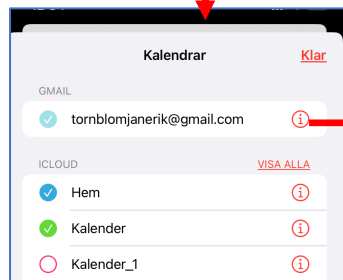 Kalendrar Klar
GMAIL
tornblomjanerik@gmail.com
ICLOUD VISA ALLA
Hem
Kalender
Kalender_1